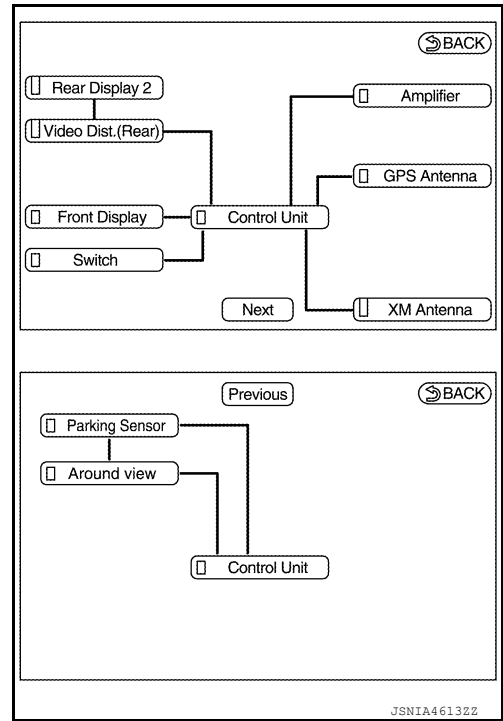 BACK
Rear Display 2
Amplifier
Video Dist.(Rear)
GPS Antenna
Front Display
Control Unit
Switch
Next
XM Antenna
Previous
BACK
Parking Sensor
Around view
Control Unit
JSNIA4613ZZ